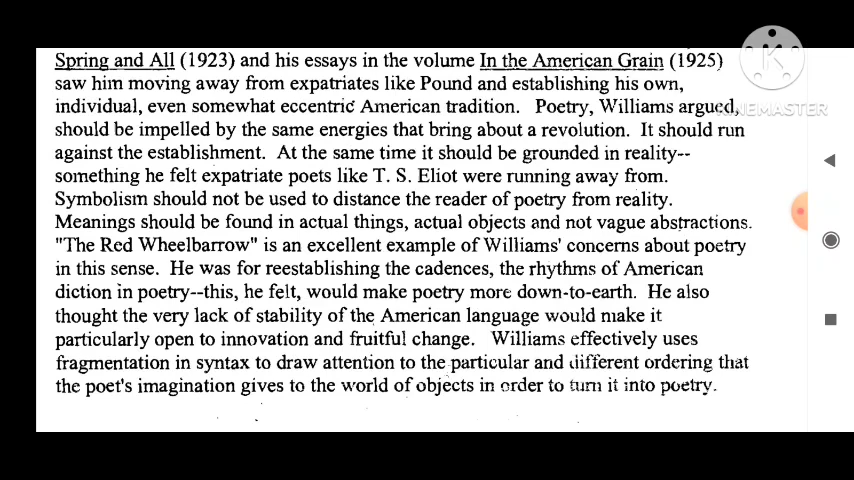 Spring and All (1923) and his essays in the volume In the American Grain (1925)
saw him moving away from expatriates like Pound and establishing his own,
individual, even somewhat eccentric American tradition. Poetry, Williams argued,
should be impelled by the same energies that bring about a revolution. It should run
against the establishment. At the same time it should be grounded in reality--
something he felt expatriate poets like T. S. Eliot were running away from.
Symbolism should not be used to distance the reader of poetry from reality.
Meanings should be found in actual things, actual objects and not vague abstractions.
"The Red Wheelbarrow" is an excellent example of Williams' concerns about poetry
in this sense. He was for reestablishing the cadences, the rhythms of American
diction in poetry--this, he felt, would make poetry more down-to-earth. He also
thought the very lack of stability of the American language would make it
particularly open to innovation and fruitful change. Williams effectively uses
fragmentation in syntax to draw attention to the particular and different ordering that
the poet's imagination gives to the world of objects in order to turn it into poetry.
KINEMASTER